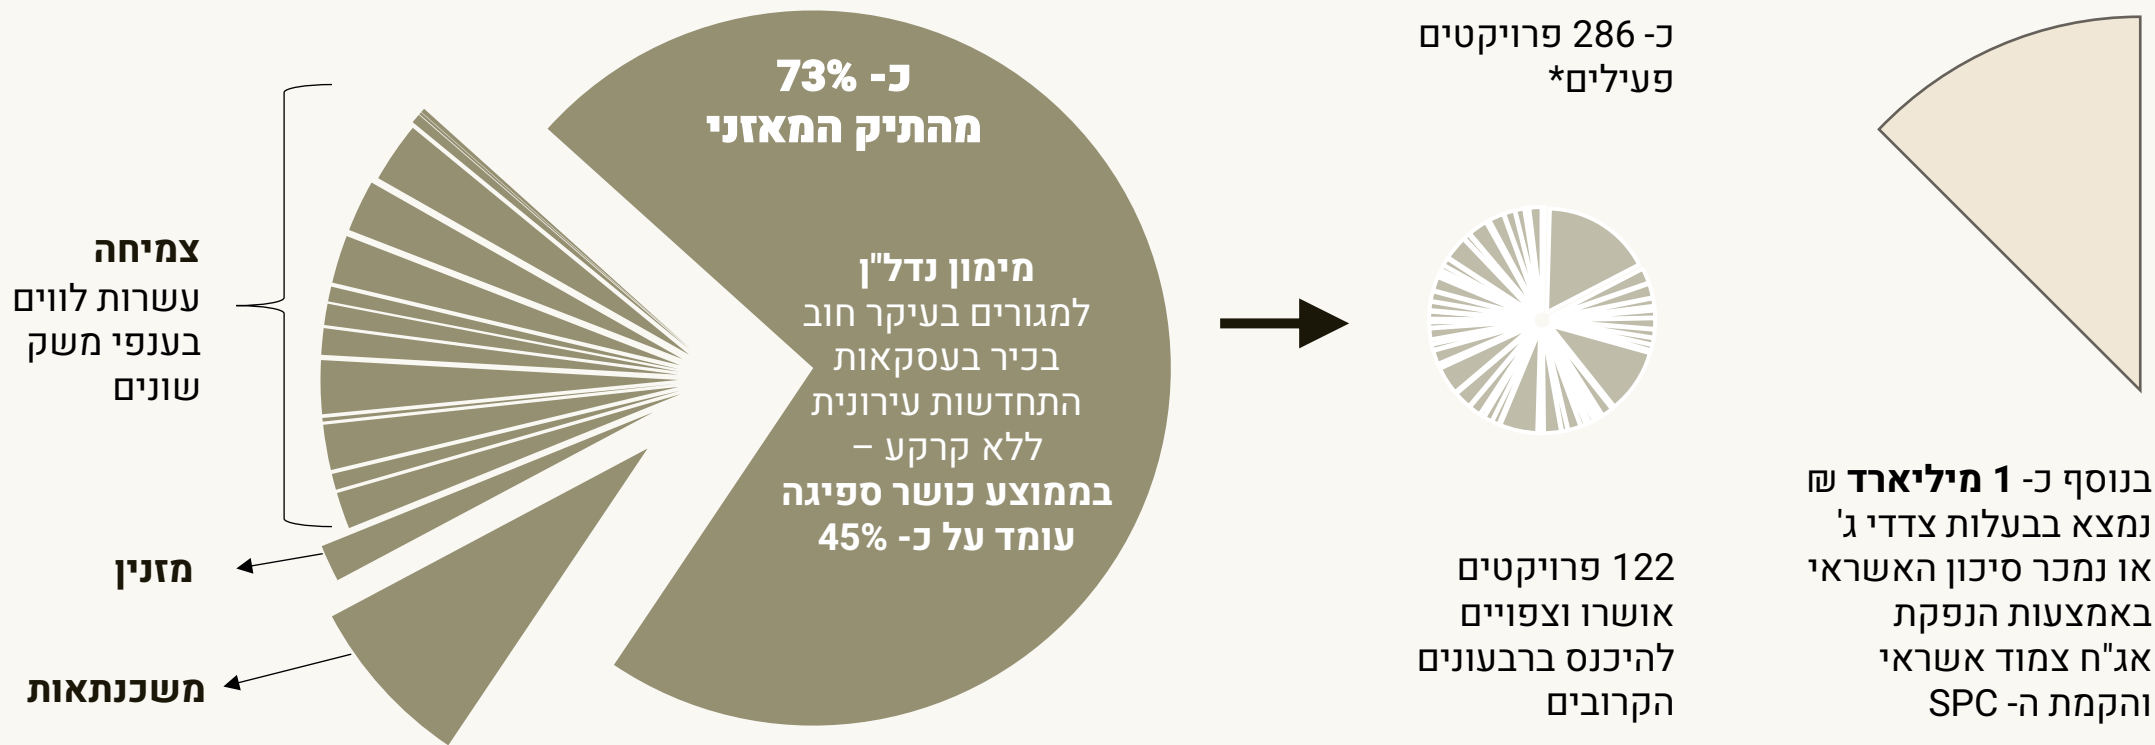 כ- 286 פרויקטים
פעילים*
122 פרויקטים
אושרו וצפויים
להיכנס ברבעונים
הקרובים
בנוסף כ- 1 מיליארד ₪
נמצא בבעלות צדדי ג'
או נמכר סיכון האשראי
באמצעות הנפקת
אג"ח צמוד אשראי
והקמת ה- SPC
כ- 73%
מהתיק המאזני
מימון נדל"ן
למגורים בעיקר חוב
בכיר בעסקאות
התחדשות עירונית
ללא קרקע –
בממוצע כושר ספיגה
עומד על כ- 45%
צמיחה
עשרות לווים
בענפי משק
שונים
מזנין
משכנתאות